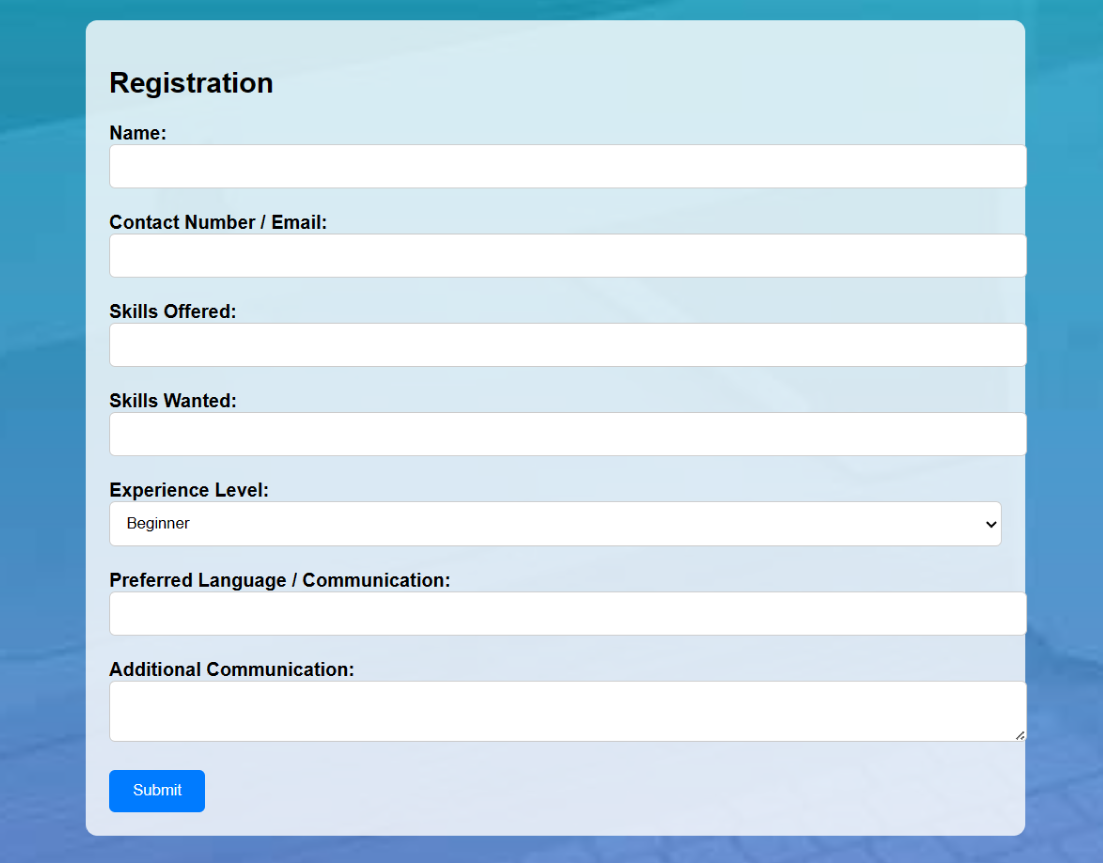 Registration
Name:
Contact Number / Email:
Skills Offered:
Skills Wanted:
Experience Level:
Beginner
Preferred Language / Communication:
Additional Communication:
Submit